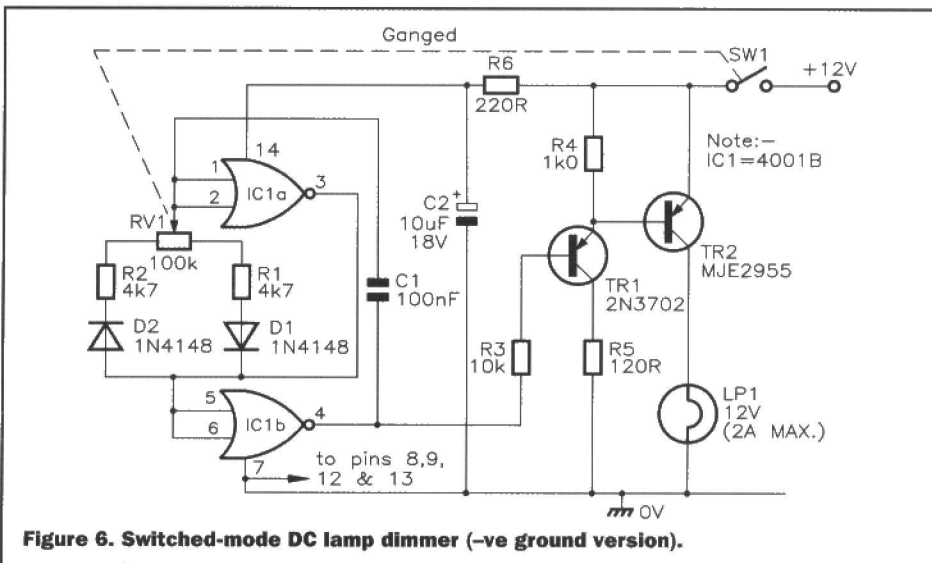 Ganged
SW1
+12V
R6
220R
R4
1k0
Note:–
IC1=4001B
14
1
2
3
IC1a
RV1
100k
C2
+
10uF
18V
R2
4k7
R1
4k7
C1
100nF
TR1
2N3702
TR2
MJE2955
D2
1N4148
D1
1N4148
R3
10k
R5
120R
LP1
12V
(2A MAX.)
5
6
IC1b
4
7
to pins 8,9,
12 & 13
0V
Figure 6. Switched-mode DC lamp dimmer (–ve ground version).